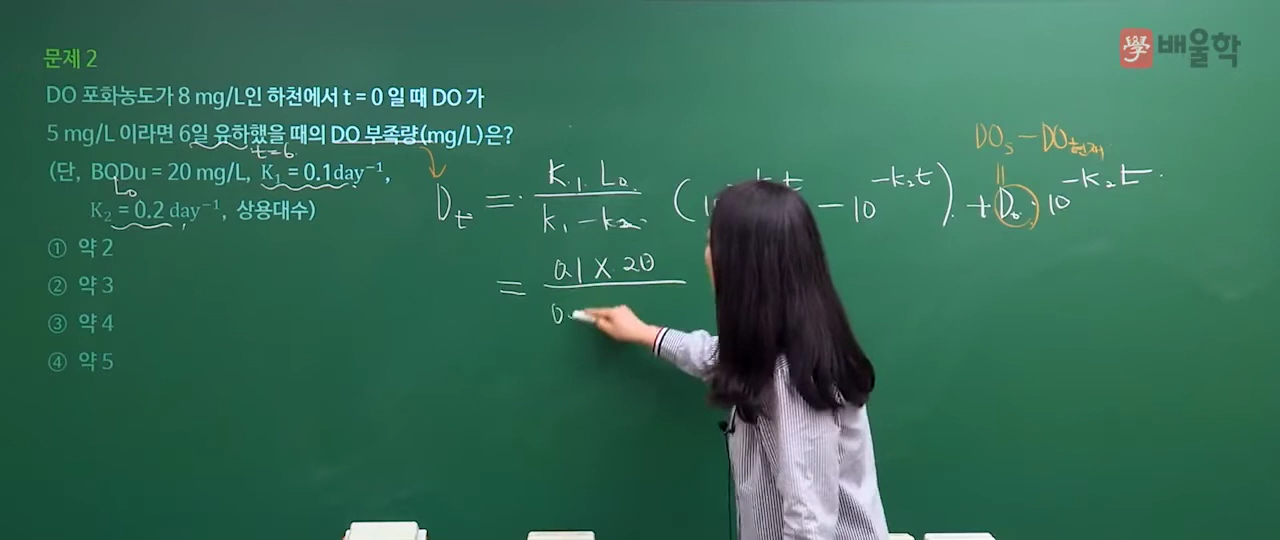 學 배울학
문제 2
DO 포화농도가 8 mg/L인 하천에서 t = 0 일 때 DO 가
5 mg/L 이라면 6일 유하했을 때의 DO 부족량(mg/L)은?
t=6
(단, BODu = 20 mg/L, K₁ = 0.1day⁻¹,
L₀
K₂ = 0.2 day⁻¹, 상용대수)
① 약 2
② 약 3
③ 약 4
④ 약 5
DOₛ - DO현재
Dₜ = K₁ L₀ / K₁ - K₂ ( - 10^-K₂t ) + D₀ · 10^-K₂t
= 0.1 X 20
0.